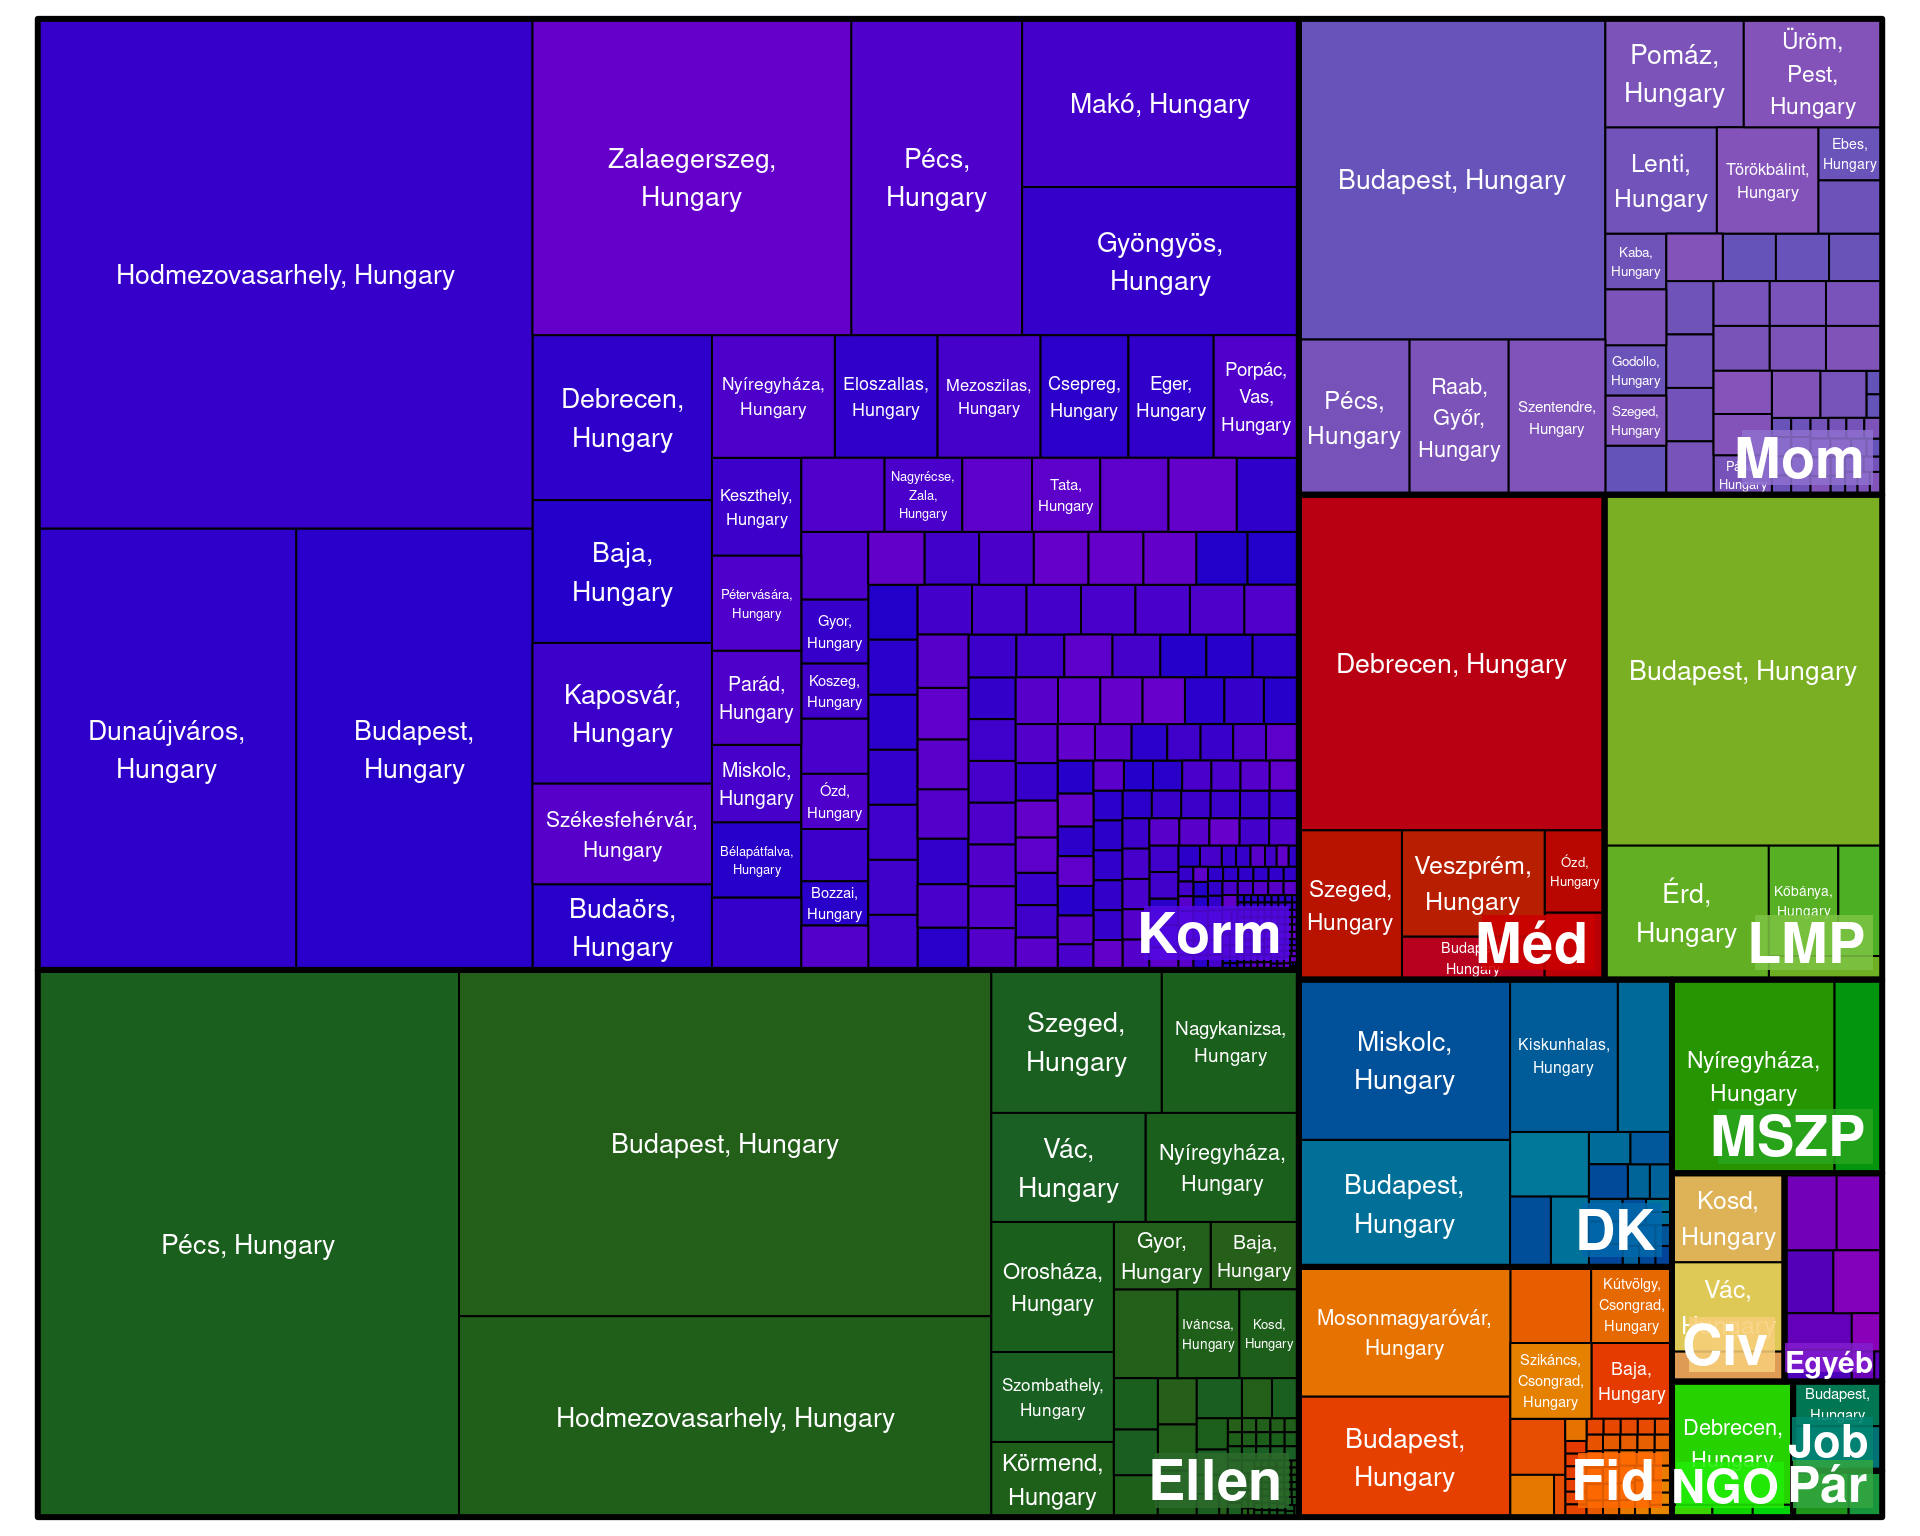 Hodmezovasarhely, Hungary
Zalaegerszeg,
Hungary
Pécs,
Hungary
Makó, Hungary
Gyöngyös,
Hungary
Dunaújváros,
Hungary
Budapest,
Hungary
Debrecen,
Hungary
Baja,
Hungary
Kaposvár,
Hungary
Székesfehérvár,
Hungary
Budaörs,
Hungary
Nyíregyháza,
Hungary
Eloszallas,
Hungary
Mezoszilas,
Hungary
Csepreg,
Hungary
Eger,
Hungary
Porpác,
Vas,
Hungary
Keszthely,
Hungary
Nagyrécse,
Zala,
Hungary
Tata,
Hungary
Pétervására,
Hungary
Gyor,
Hungary
Parád,
Hungary
Koszeg,
Hungary
Miskolc,
Hungary
Ózd,
Hungary
Bélapátfalva,
Hungary
Bozzai,
Hungary
Korm
Budapest, Hungary
Pomáz,
Hungary
Üröm,
Pest,
Hungary
Lenti,
Hungary
Törökbálint,
Hungary
Ebes,
Hungary
Kaba,
Hungary
Godollo,
Hungary
Szeged,
Hungary
Pécs,
Hungary
Raab,
Győr,
Hungary
Szentendre,
Hungary
Hungary
Mom
Debrecen, Hungary
Szeged,
Hungary
Veszprém,
Hungary
Ózd,
Hungary
Hungary
Méd
Budapest, Hungary
Érd,
Hungary
Kőbánya,
Hungary
LMP
Pécs, Hungary
Budapest, Hungary
Hodmezovasarhely, Hungary
Szeged,
Hungary
Nagykanizsa,
Hungary
Vác,
Hungary
Nyíregyháza,
Hungary
Orosháza,
Hungary
Gyor,
Hungary
Baja,
Hungary
Iváncsa,
Hungary
Kosd,
Hungary
Szombathely,
Hungary
Körmend,
Hungary
Ellen
Miskolc,
Hungary
Kiskunhalas,
Hungary
Budapest,
Hungary
DK
Nyíregyháza,
Hungary
MSZP
Mosonmagyaróvár,
Hungary
Kútvölgy,
Csongrad,
Hungary
Szikáncs,
Csongrad,
Hungary
Baja,
Hungary
Budapest,
Hungary
Fid
Kosd,
Hungary
Vác,
Hungary
Civ
Egyéb
Debrecen,
Hungary
NGO
Budapest,
Hungary
Job
Pár